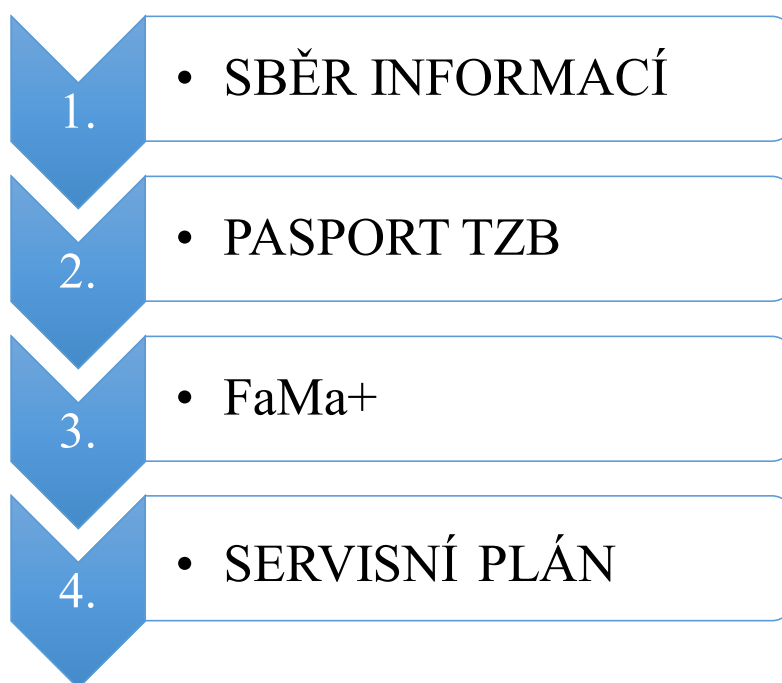 1. • SBĚR INFORMACÍ
2. • PASPORT TZB
3. • FaMa+
4. • SERVISNÍ PLÁN